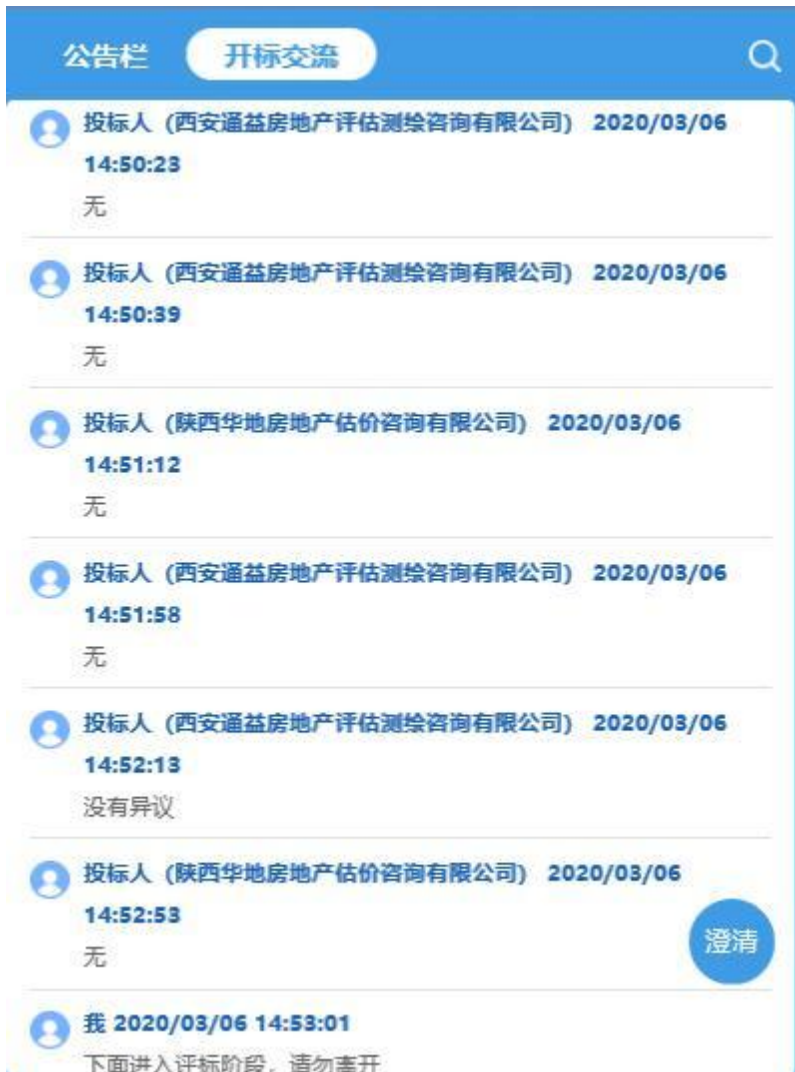 公告栏 开标交流
投标人 (西安通益房地产评估测绘咨询有限公司) 2020/03/06
14:50:23
无
投标人 (西安通益房地产评估测绘咨询有限公司) 2020/03/06
14:50:39
无
投标人 (陕西华地房地产估价咨询有限公司) 2020/03/06
14:51:12
无
投标人 (西安通益房地产评估测绘咨询有限公司) 2020/03/06
14:51:58
无
投标人 (西安通益房地产评估测绘咨询有限公司) 2020/03/06
14:52:13
没有异议
投标人 (陕西华地房地产估价咨询有限公司) 2020/03/06
14:52:53
澄清
无
我 2020/03/06 14:53:01
下面进入评标阶段，请勿离开